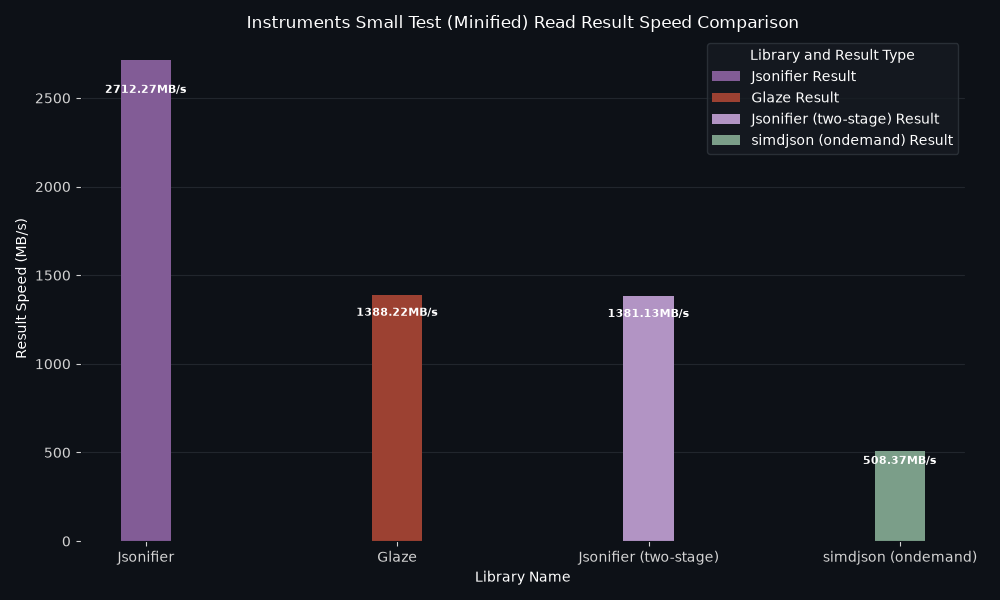 Instruments Small Test (Minified) Read Result Speed Comparison
Library and Result Type
Jsonifier Result
Glaze Result
Jsonifier (two-stage) Result
simdjson (ondemand) Result
Result Speed (MB/s)
2500
2000
1500
1000
500
0
2712.27MB/s
1388.22MB/s
1381.13MB/s
508.37MB/s
Jsonifier
Glaze
Jsonifier (two-stage)
simdjson (ondemand)
Library Name